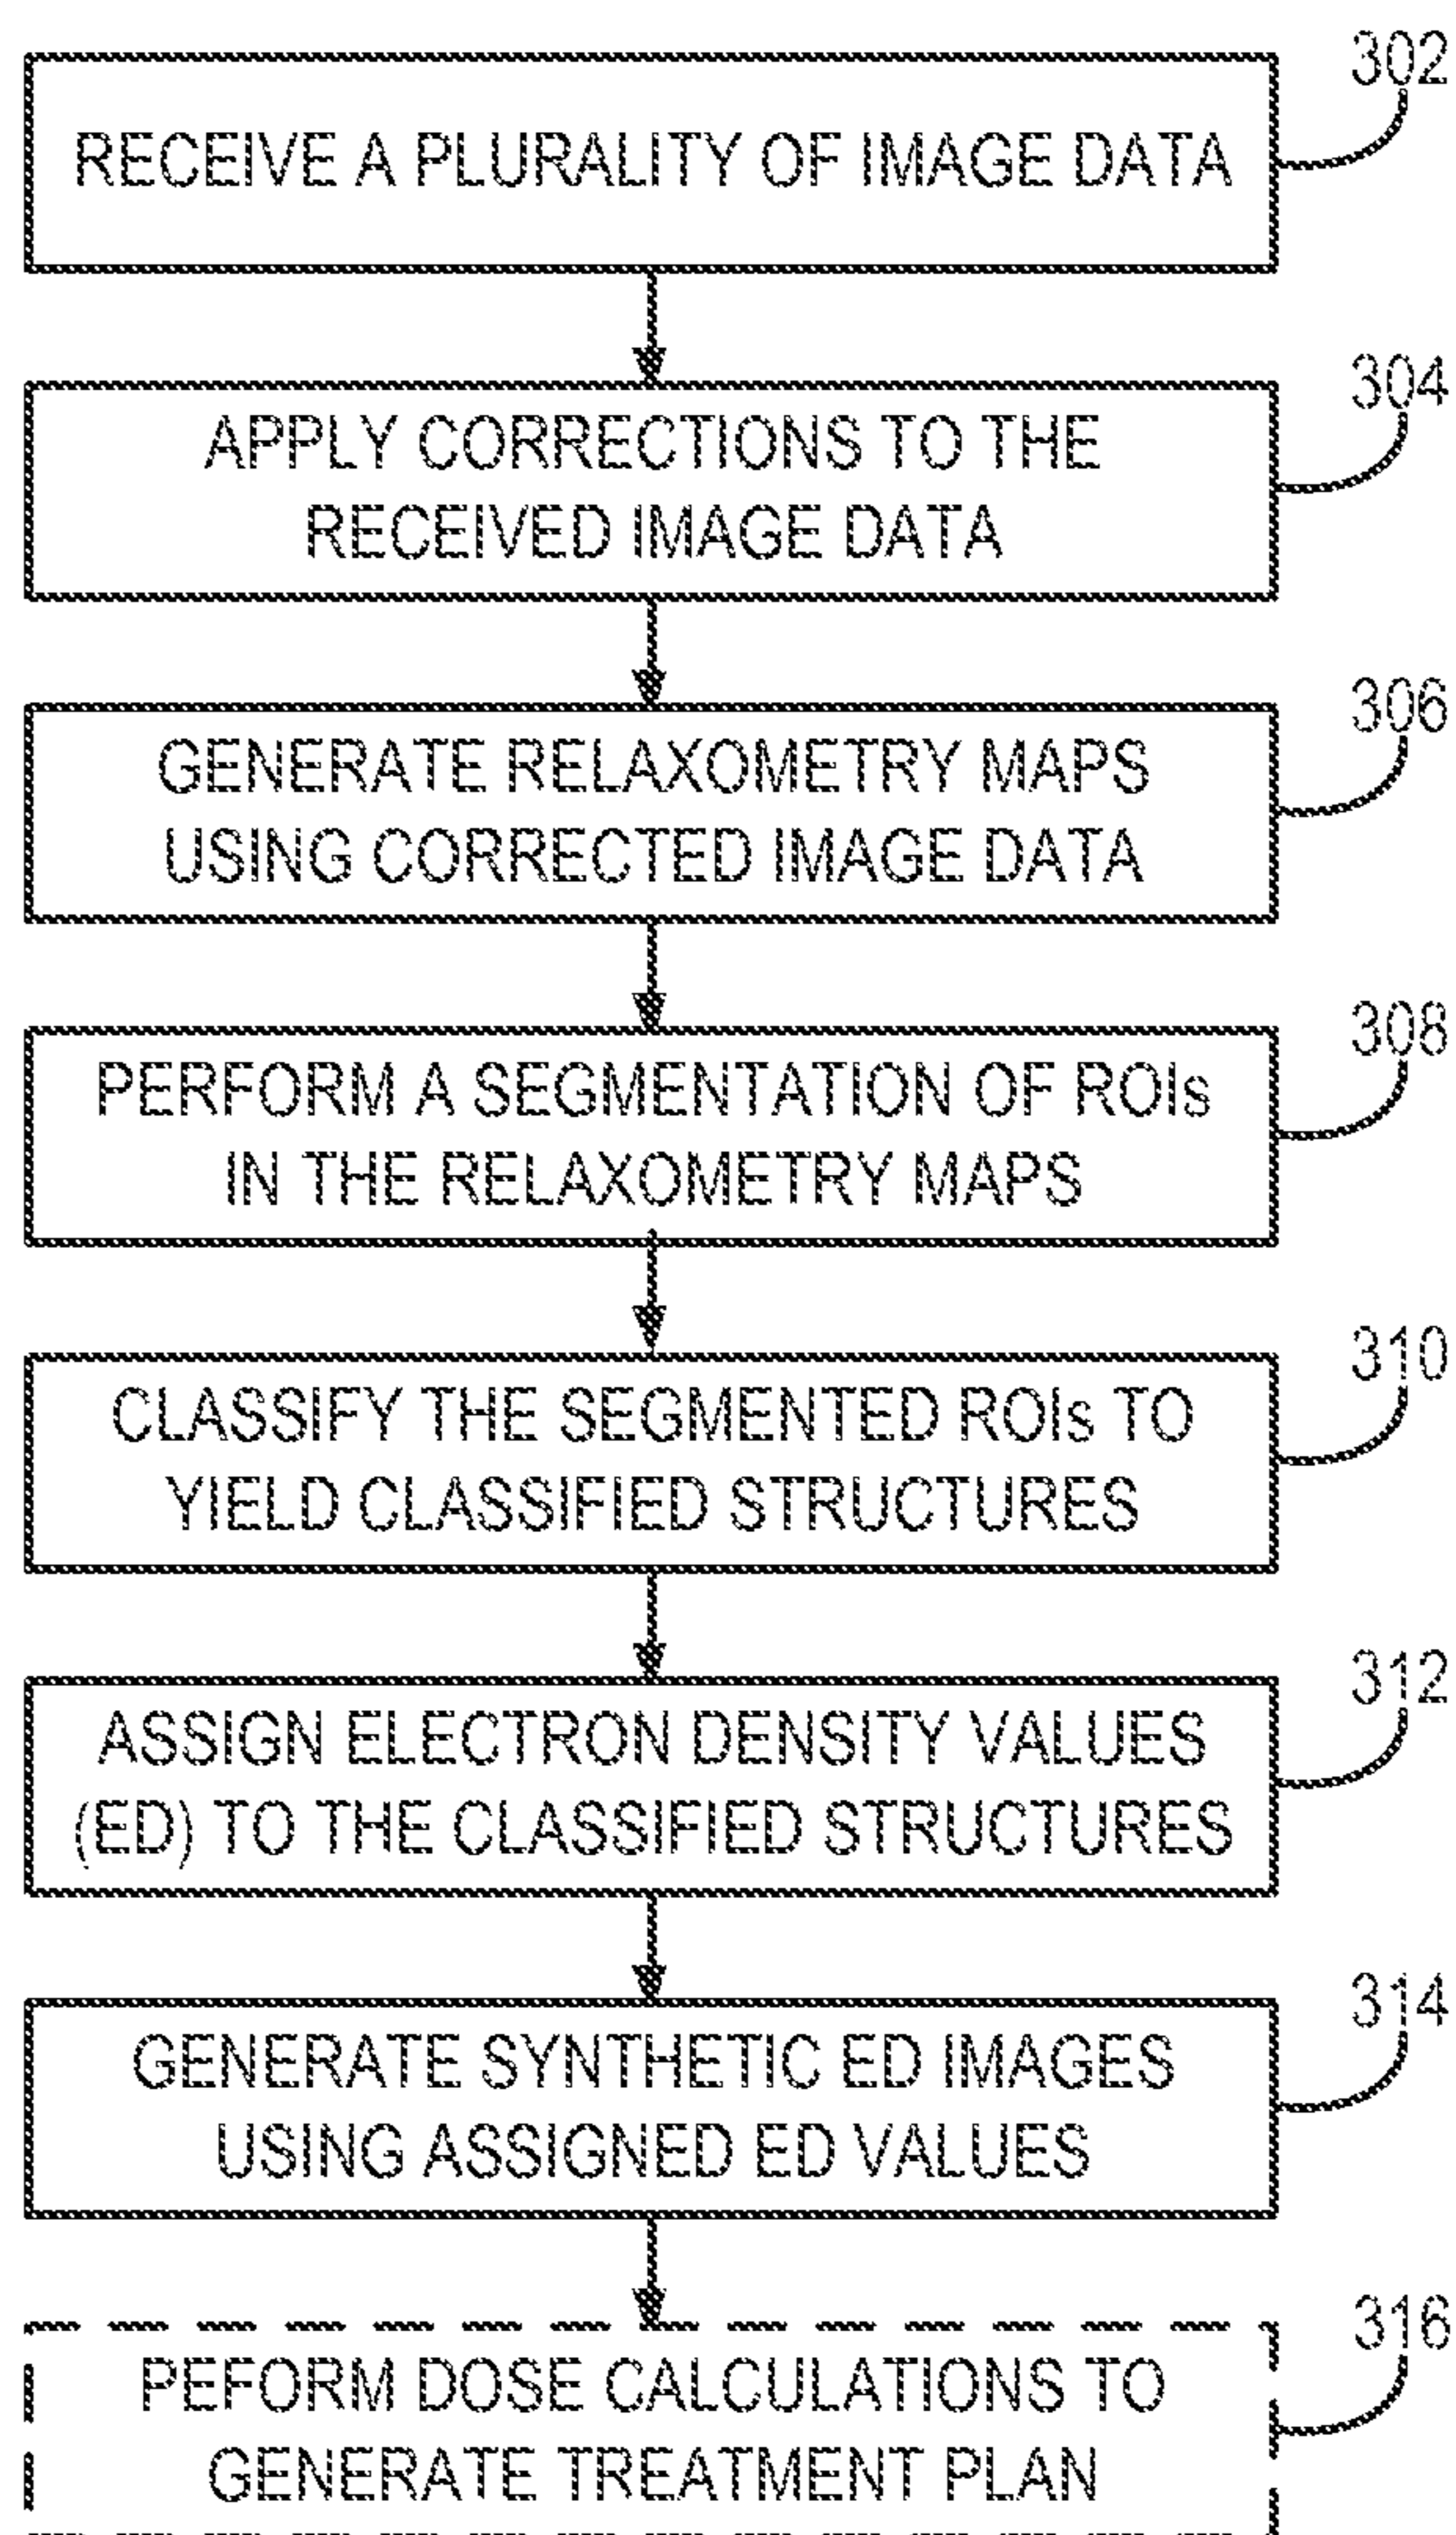 302
RECEIVE A PLURALITY OF IMAGE DATA
304
APPLY CORRECTIONS TO THE
RECEIVED IMAGE DATA
306
GENERATE RELAXOMETRY MAPS
USING CORRECTED IMAGE DATA
308
PERFORM A SEGMENTATION OF ROIs
IN THE RELAXOMETRY MAPS
310
CLASSIFY THE SEGMENTED ROIs TO
YIELD CLASSIFIED STRUCTURES
312
ASSIGN ELECTRON DENSITY VALUES
(ED) TO THE CLASSIFIED STRUCTURES
314
GENERATE SYNTHETIC ED IMAGES
USING ASSIGNED ED VALUES
316
PEFORM DOSE CALCULATIONS TO
GENERATE TREATMENT PLAN